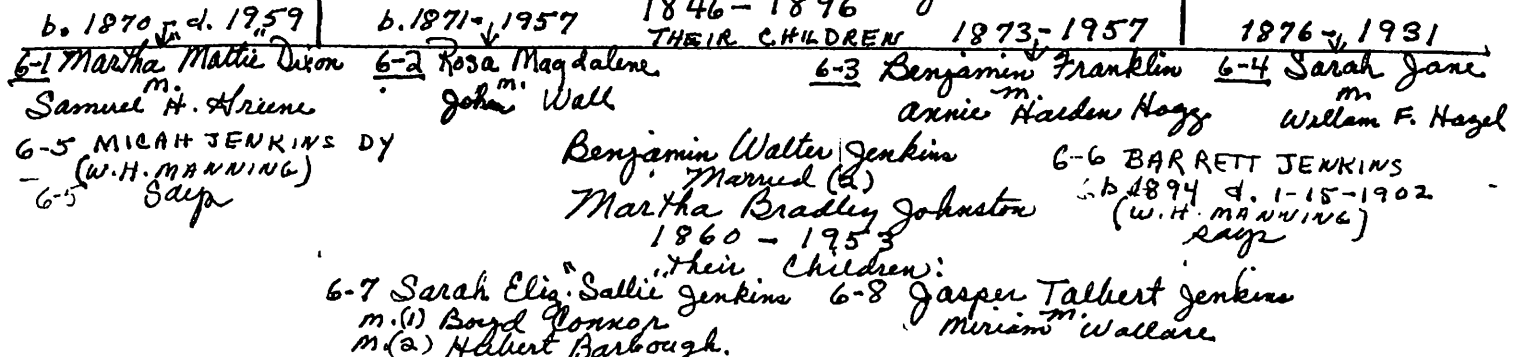 1846 – 1896
THEIR CHILDREN
b. 1870 d. 1959
6-1 Martha "Mattie" Dixon
m.
Samuel H. Greene
b. 1871 – 1957
6-2 Rosa Magdalene
m.
John Wall
1873 – 1957
6-3 Benjamin Franklin
m.
Annie Harden Hogg
1876 – 1931
6-4 Sarah Jane
m.
Willam F. Hazel
6-5 MICAH JENKINS DY
(W.H. MANNING)
6-5 Says
Benjamin Walter Jenkins
Married (2)
Martha Bradley Johnston
1860 – 1953
6-6 BARRETT JENKINS
b 1894 d. 1-15-1902
(W.H. MANNING)
says
Their Children:
6-7 Sarah Eliz. "Sallie" Jenkins
m. (1) Boyd Connor
m. (2) Hubert Barbough.
6-8 Jasper Talbert Jenkins
m.
Miriam Wallace